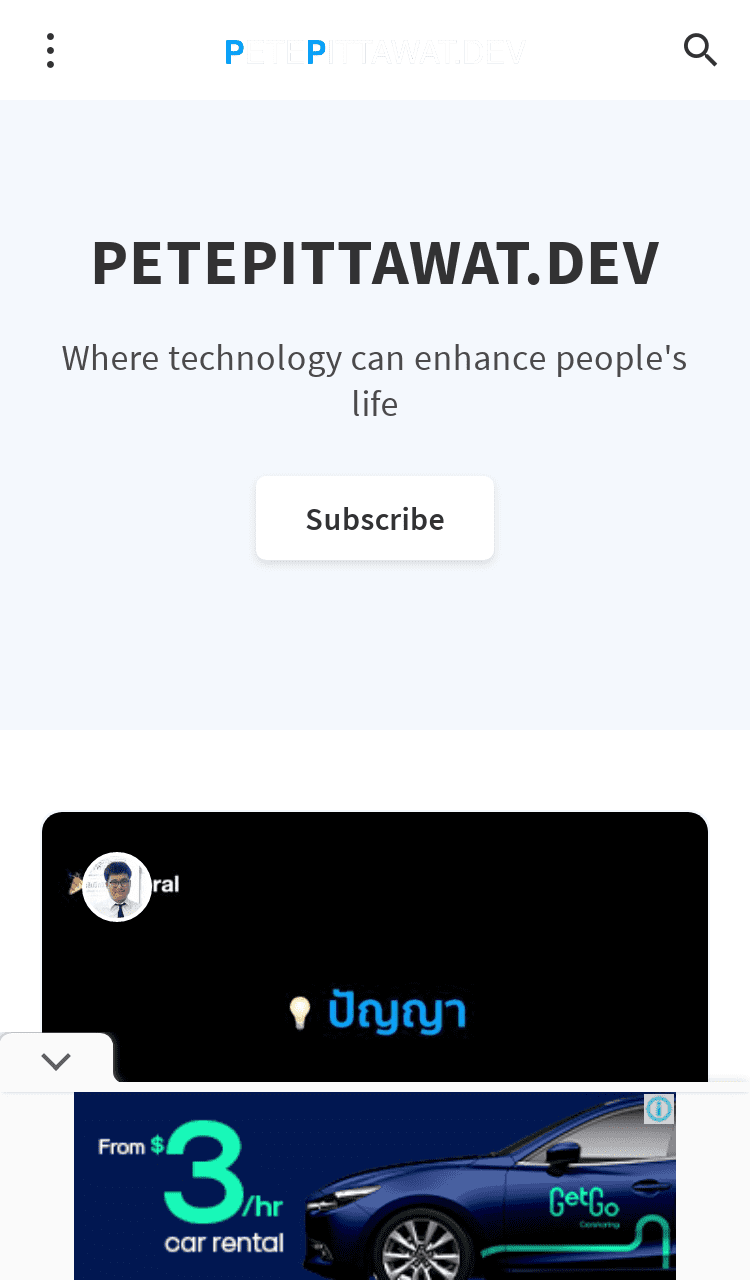 PETEPITTAWAT.DEV
PETEPITTAWAT.DEV
Where technology can enhance people's
life
Subscribe
ral
ปัญญา
From $3/hr
car rental
GetGo
Carsharing